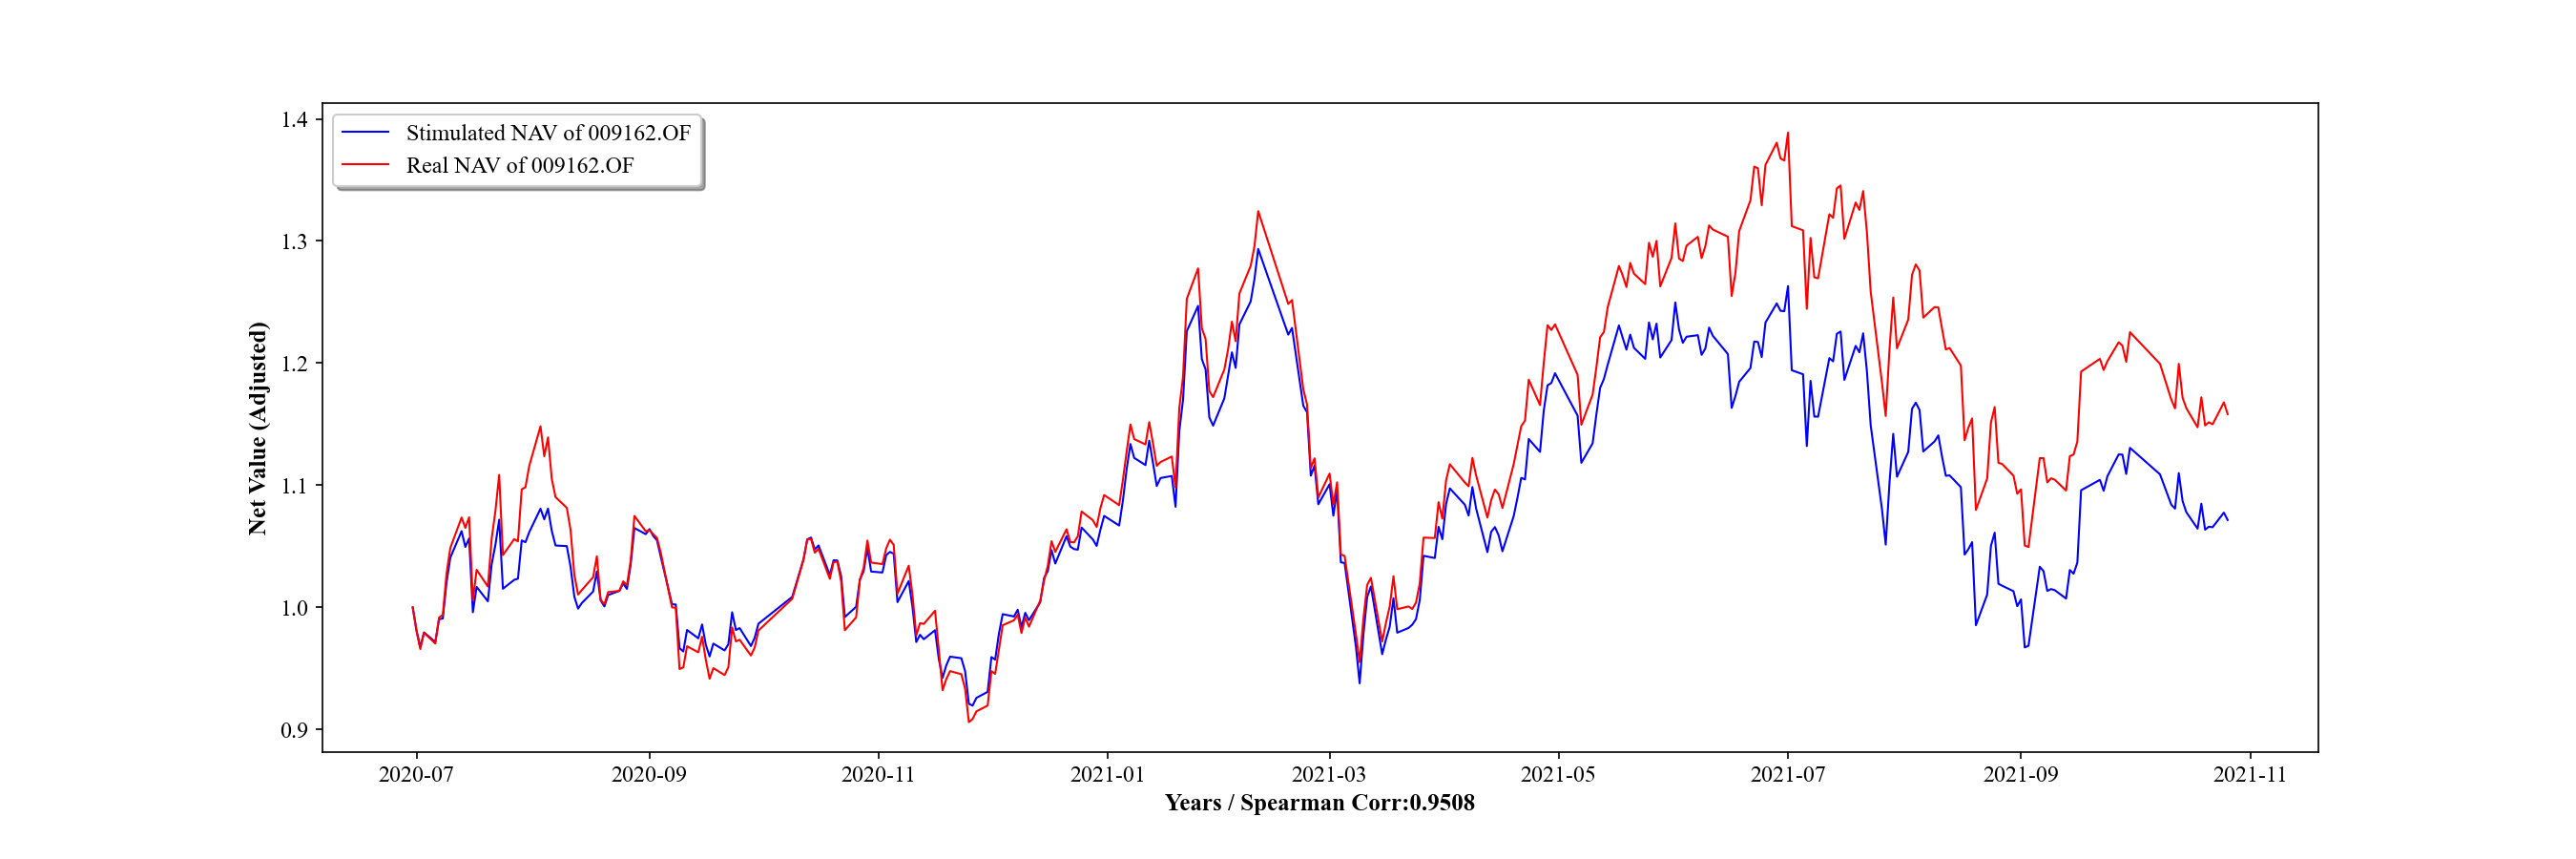 Stimulated NAV of 009162.OF
Real NAV of 009162.OF
1.4
1.3
1.2
1.1
1.0
0.9
Net Value (Adjusted)
2020-07 2020-09 2020-11 2021-01 2021-03 2021-05 2021-07 2021-09 2021-11
Years / Spearman Corr:0.9508